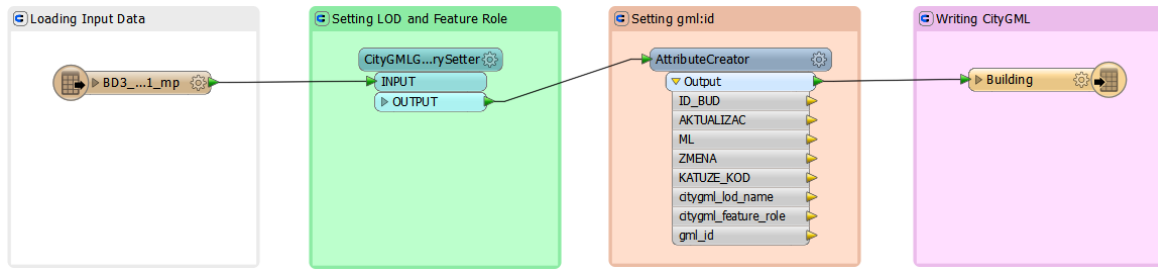 Loading Input Data
BD3_...1_mp
Setting LOD and Feature Role
CityGMLG...rySetter
INPUT
OUTPUT
Setting gml:id
AttributeCreator
Output
ID_BUD
AKTUALIZAC
ML
ZMENA
KATUZE_KOD
citygml_lod_name
citygml_feature_role
gml_id
Writing CityGML
Building